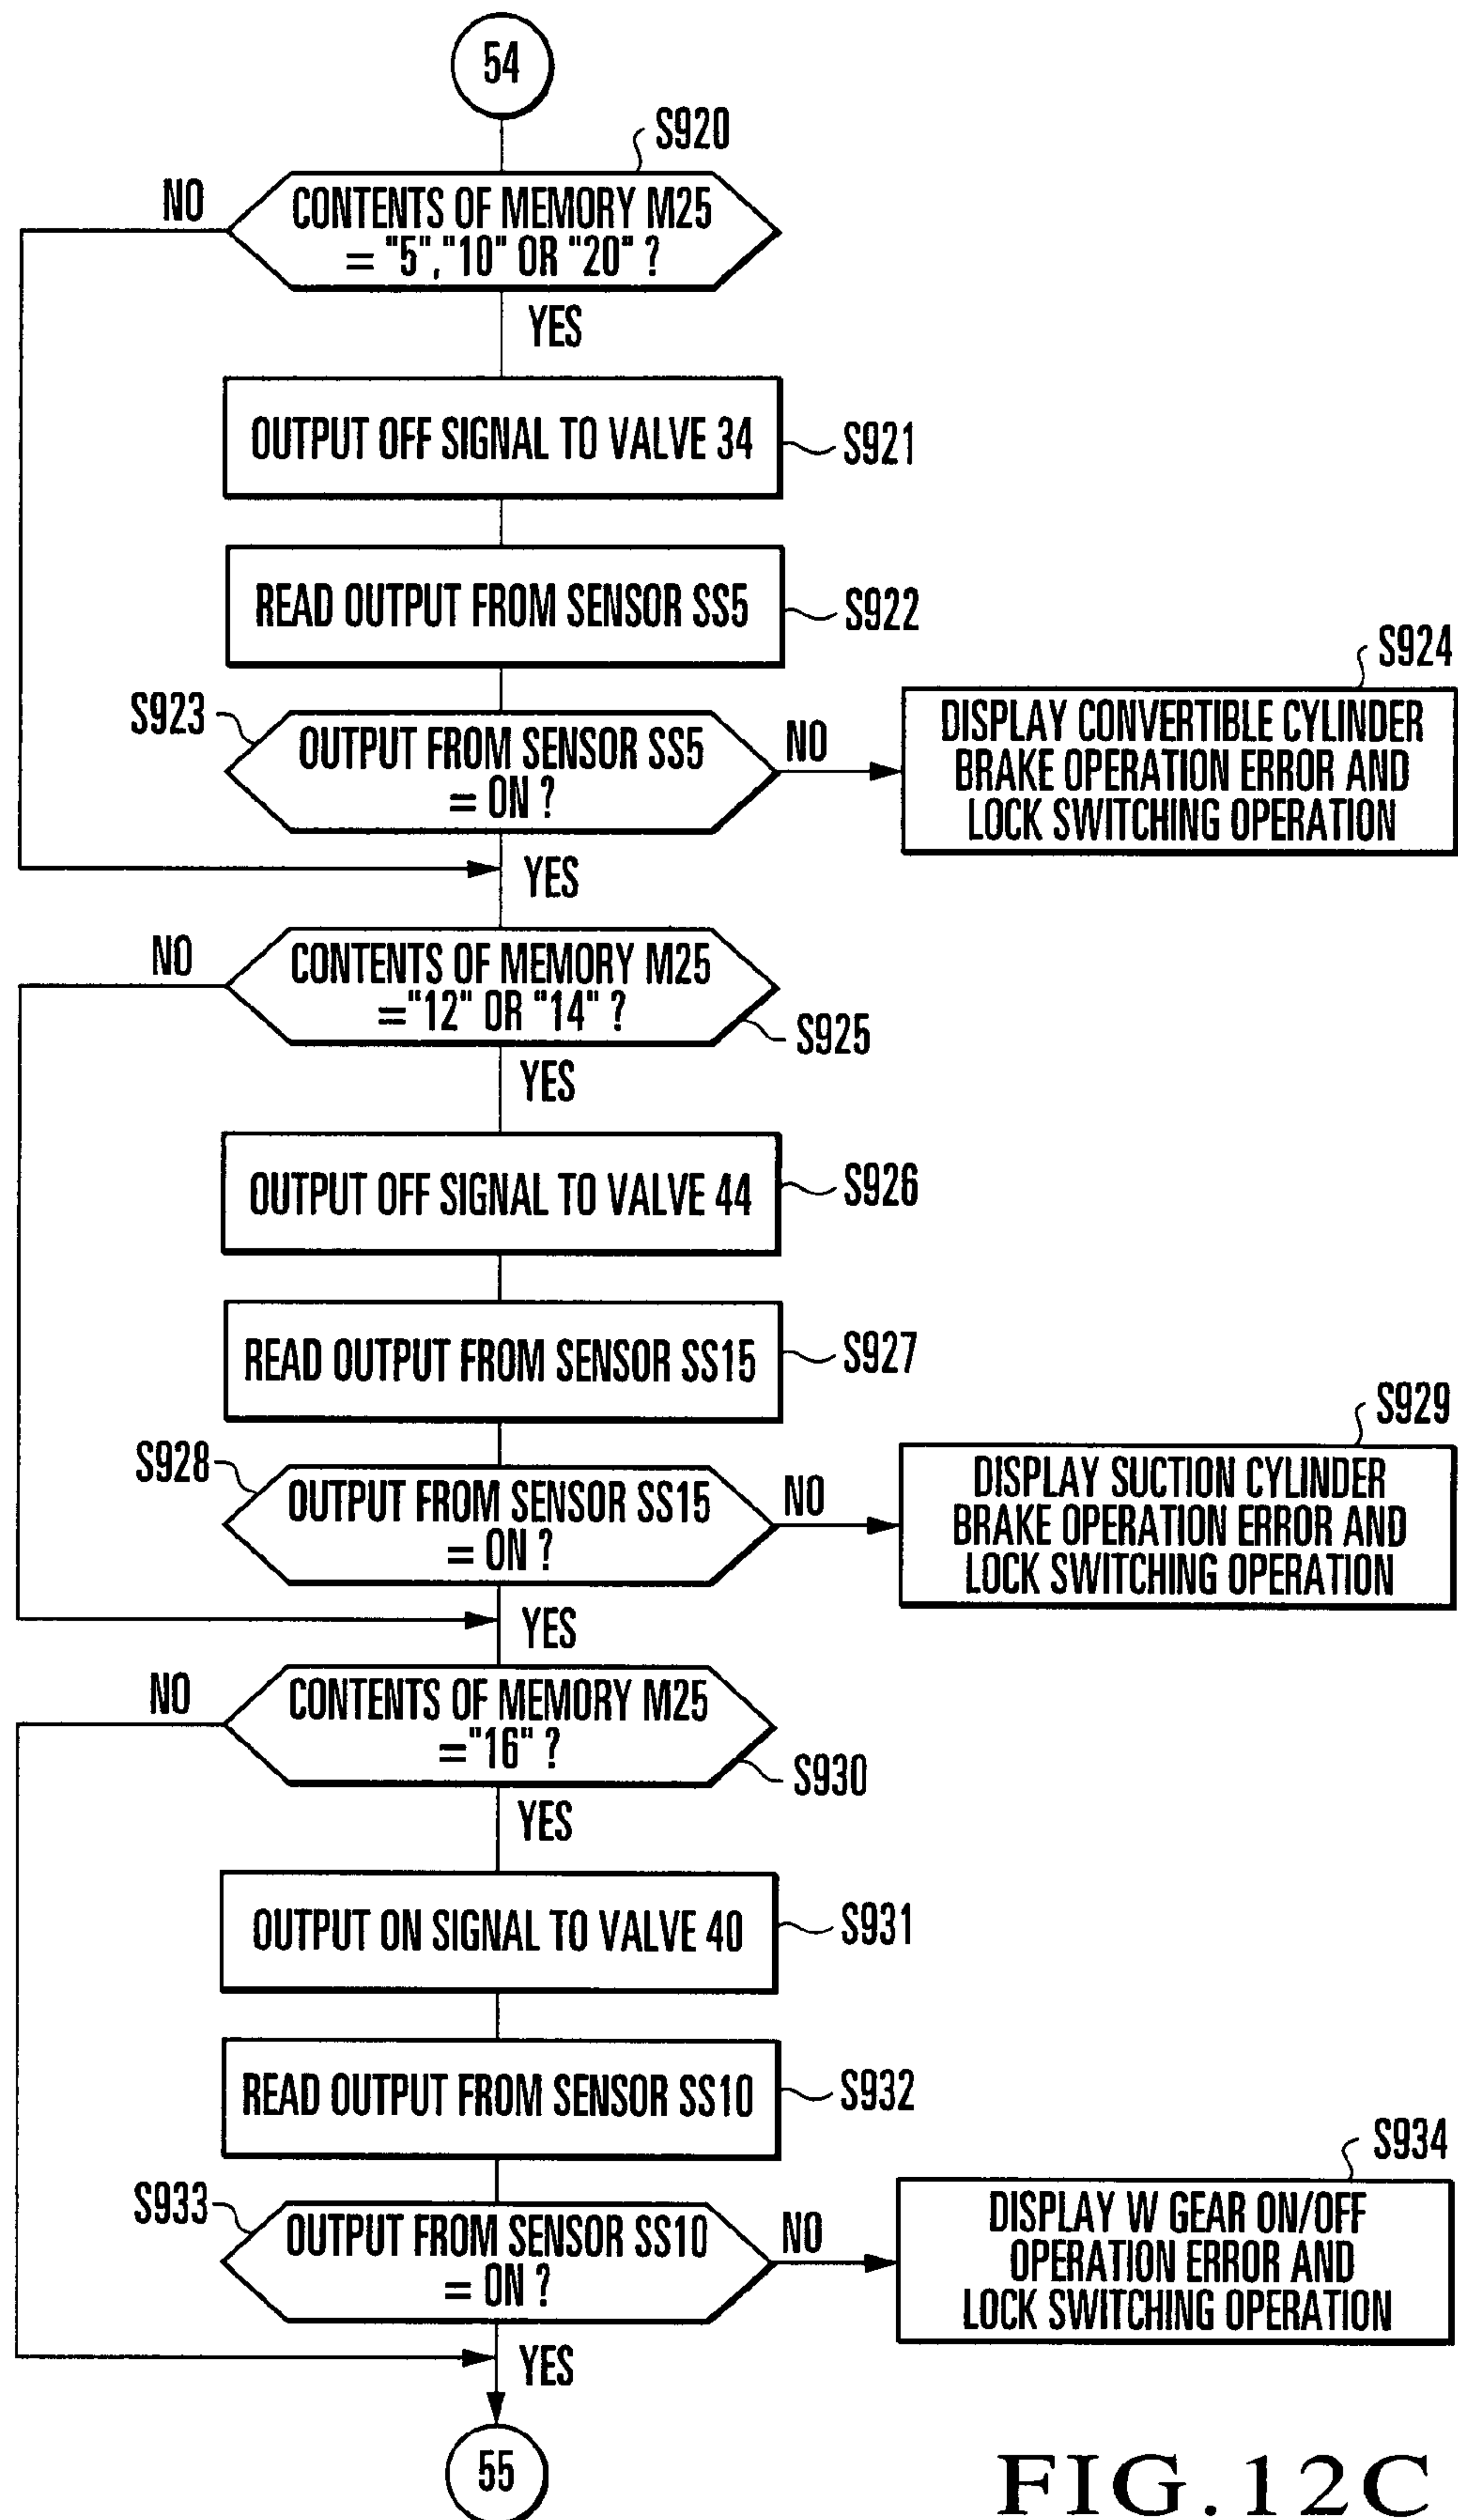 54
S920
NO
CONTENTS OF MEMORY M25
= "5", "10" OR "20" ?
YES
OUTPUT OFF SIGNAL TO VALVE 34
S921
READ OUTPUT FROM SENSOR SS5
S922
S923
OUTPUT FROM SENSOR SS5
= ON ?
NO
S924
DISPLAY CONVERTIBLE CYLINDER
BRAKE OPERATION ERROR AND
LOCK SWITCHING OPERATION
YES
NO
CONTENTS OF MEMORY M25
="12" OR "14" ?
S925
YES
OUTPUT OFF SIGNAL TO VALVE 44
S926
READ OUTPUT FROM SENSOR SS15
S927
S928
OUTPUT FROM SENSOR SS15
= ON ?
NO
S929
DISPLAY SUCTION CYLINDER
BRAKE OPERATION ERROR AND
LOCK SWITCHING OPERATION
YES
NO
CONTENTS OF MEMORY M25
="16" ?
S930
YES
OUTPUT ON SIGNAL TO VALVE 40
S931
READ OUTPUT FROM SENSOR SS10
S932
S933
OUTPUT FROM SENSOR SS10
= ON ?
NO
S934
DISPLAY W GEAR ON/OFF
OPERATION ERROR AND
LOCK SWITCHING OPERATION
YES
55
FIG.12C